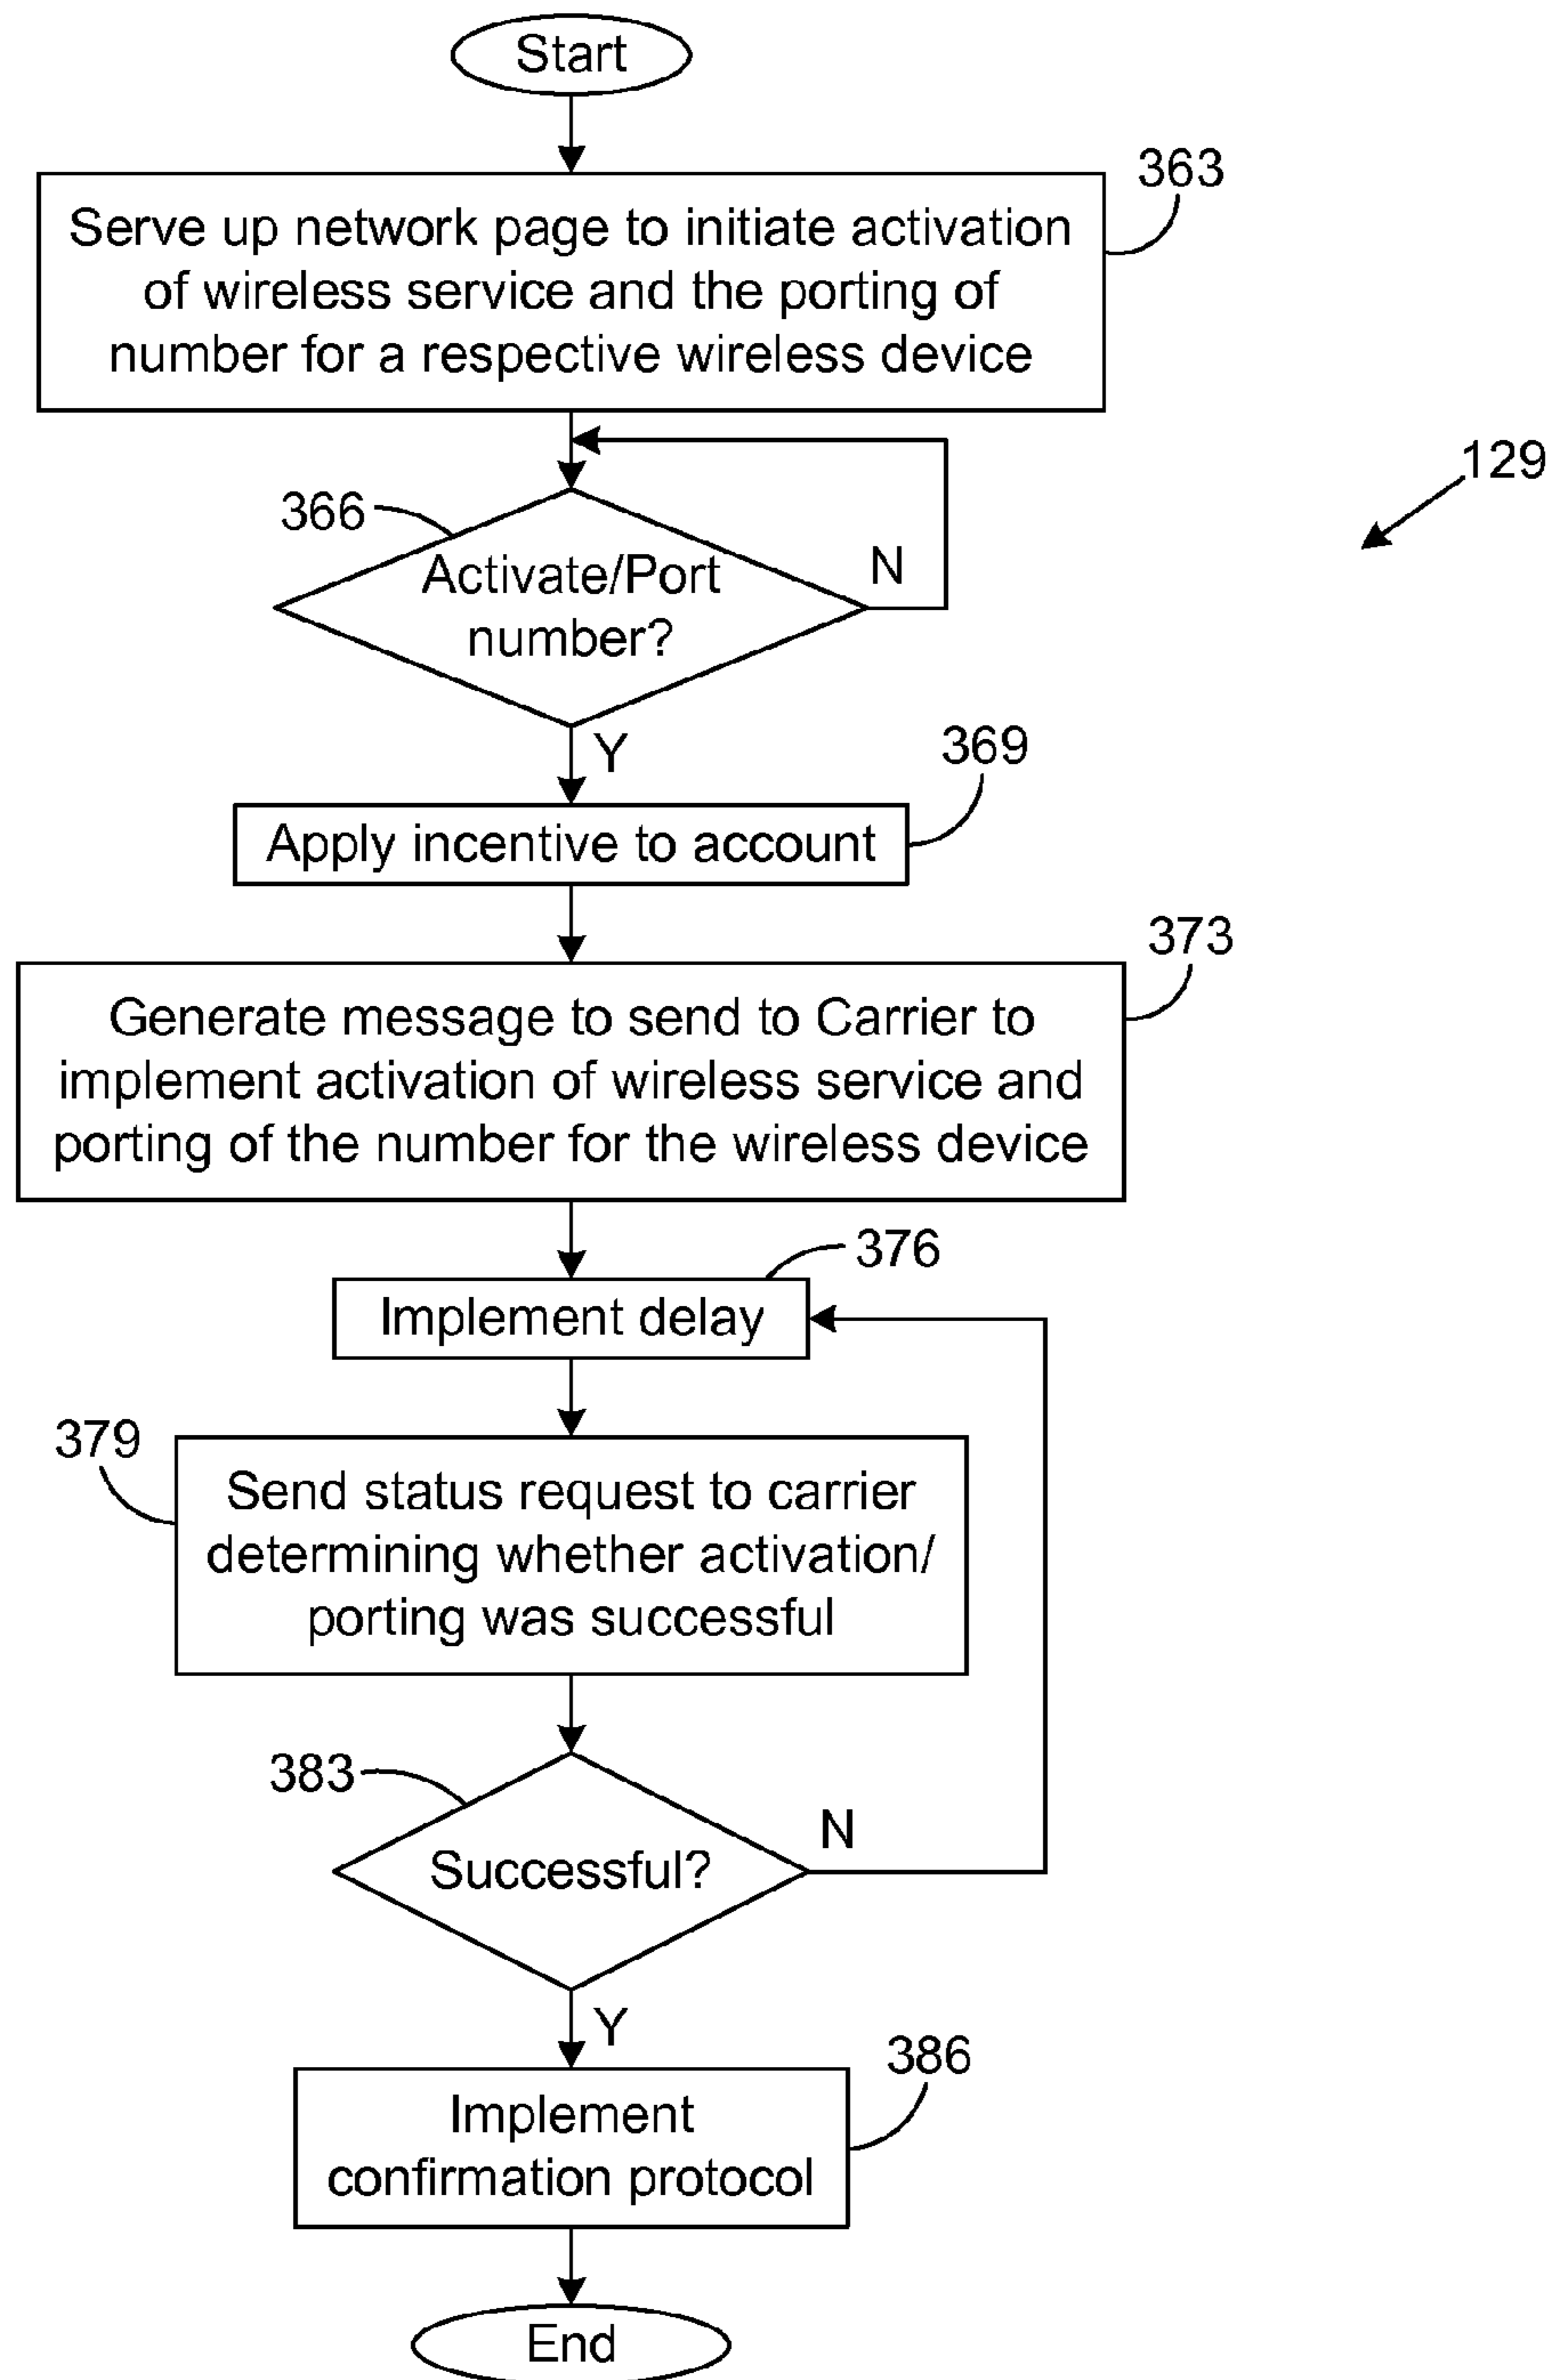 Start
363
Serve up network page to initiate activation
of wireless service and the porting of
number for a respective wireless device
129
366
Activate/Port
number?
N
Y
369
Apply incentive to account
373
Generate message to send to Carrier to
implement activation of wireless service and
porting of the number for the wireless device
376
Implement delay
379
Send status request to carrier
determining whether activation/
porting was successful
383
Successful?
N
Y
386
Implement
confirmation protocol
End